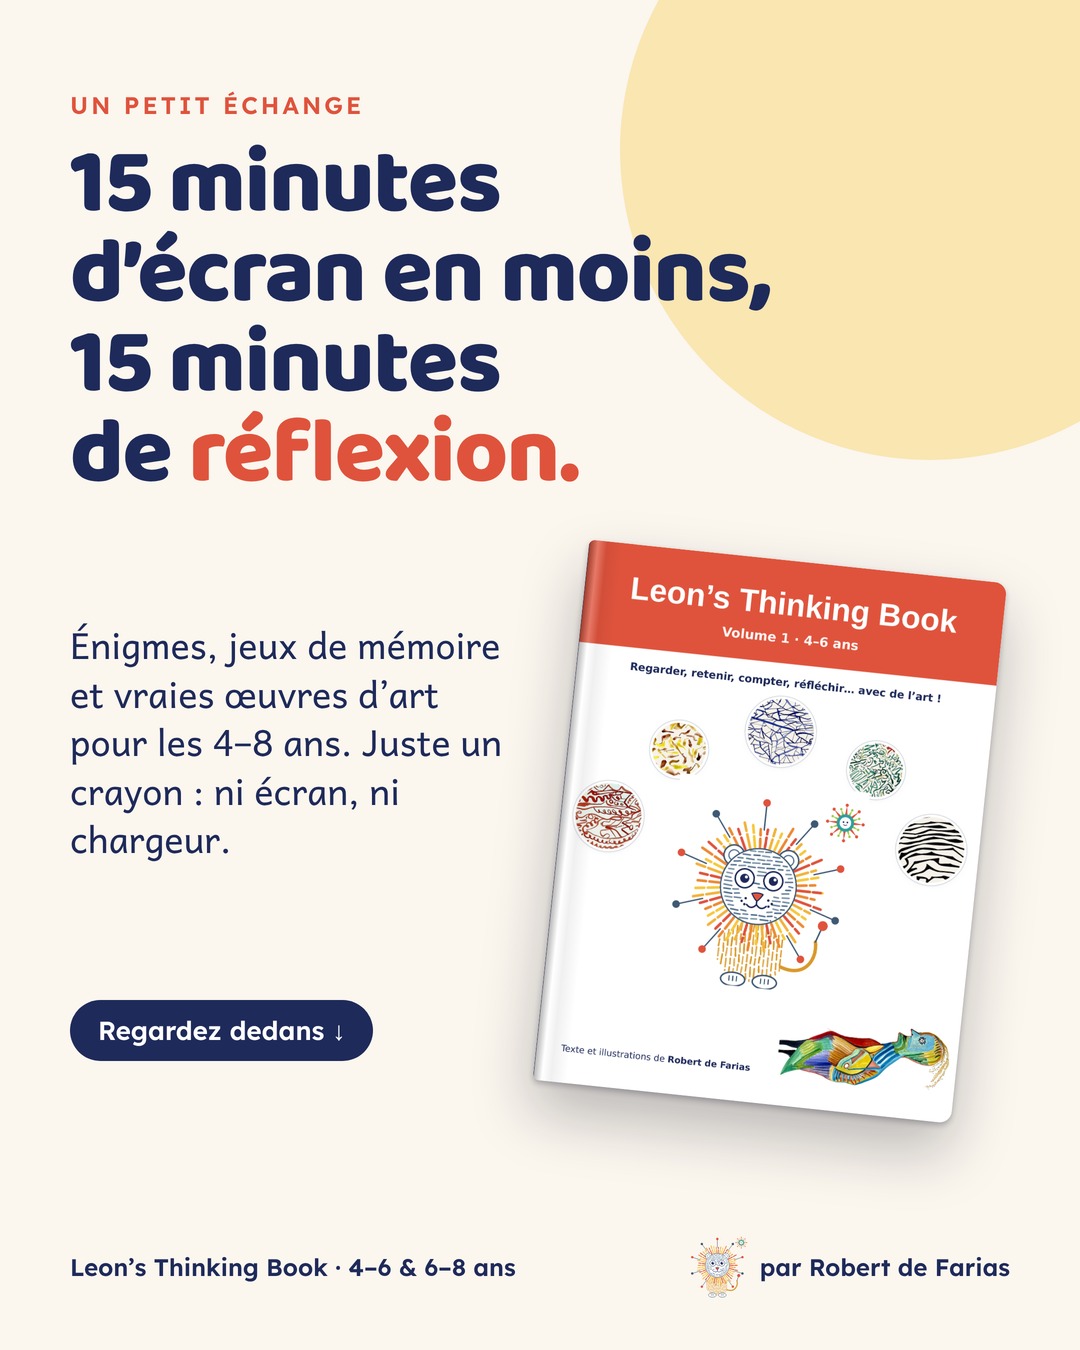 UN PETIT ÉCHANGE
15 minutes
d’écran en moins,
15 minutes
de réflexion.
Énigmes, jeux de mémoire
et vraies œuvres d’art
pour les 4–8 ans. Juste un
crayon : ni écran, ni
chargeur.
Regardez dedans ↓
Leon’s Thinking Book
Volume 1 · 4–6 ans
Regarder, retenir, compter, réfléchir… avec de l’art !
Texte et illustrations de Robert de Farias
Leon’s Thinking Book · 4–6 & 6–8 ans
par Robert de Farias